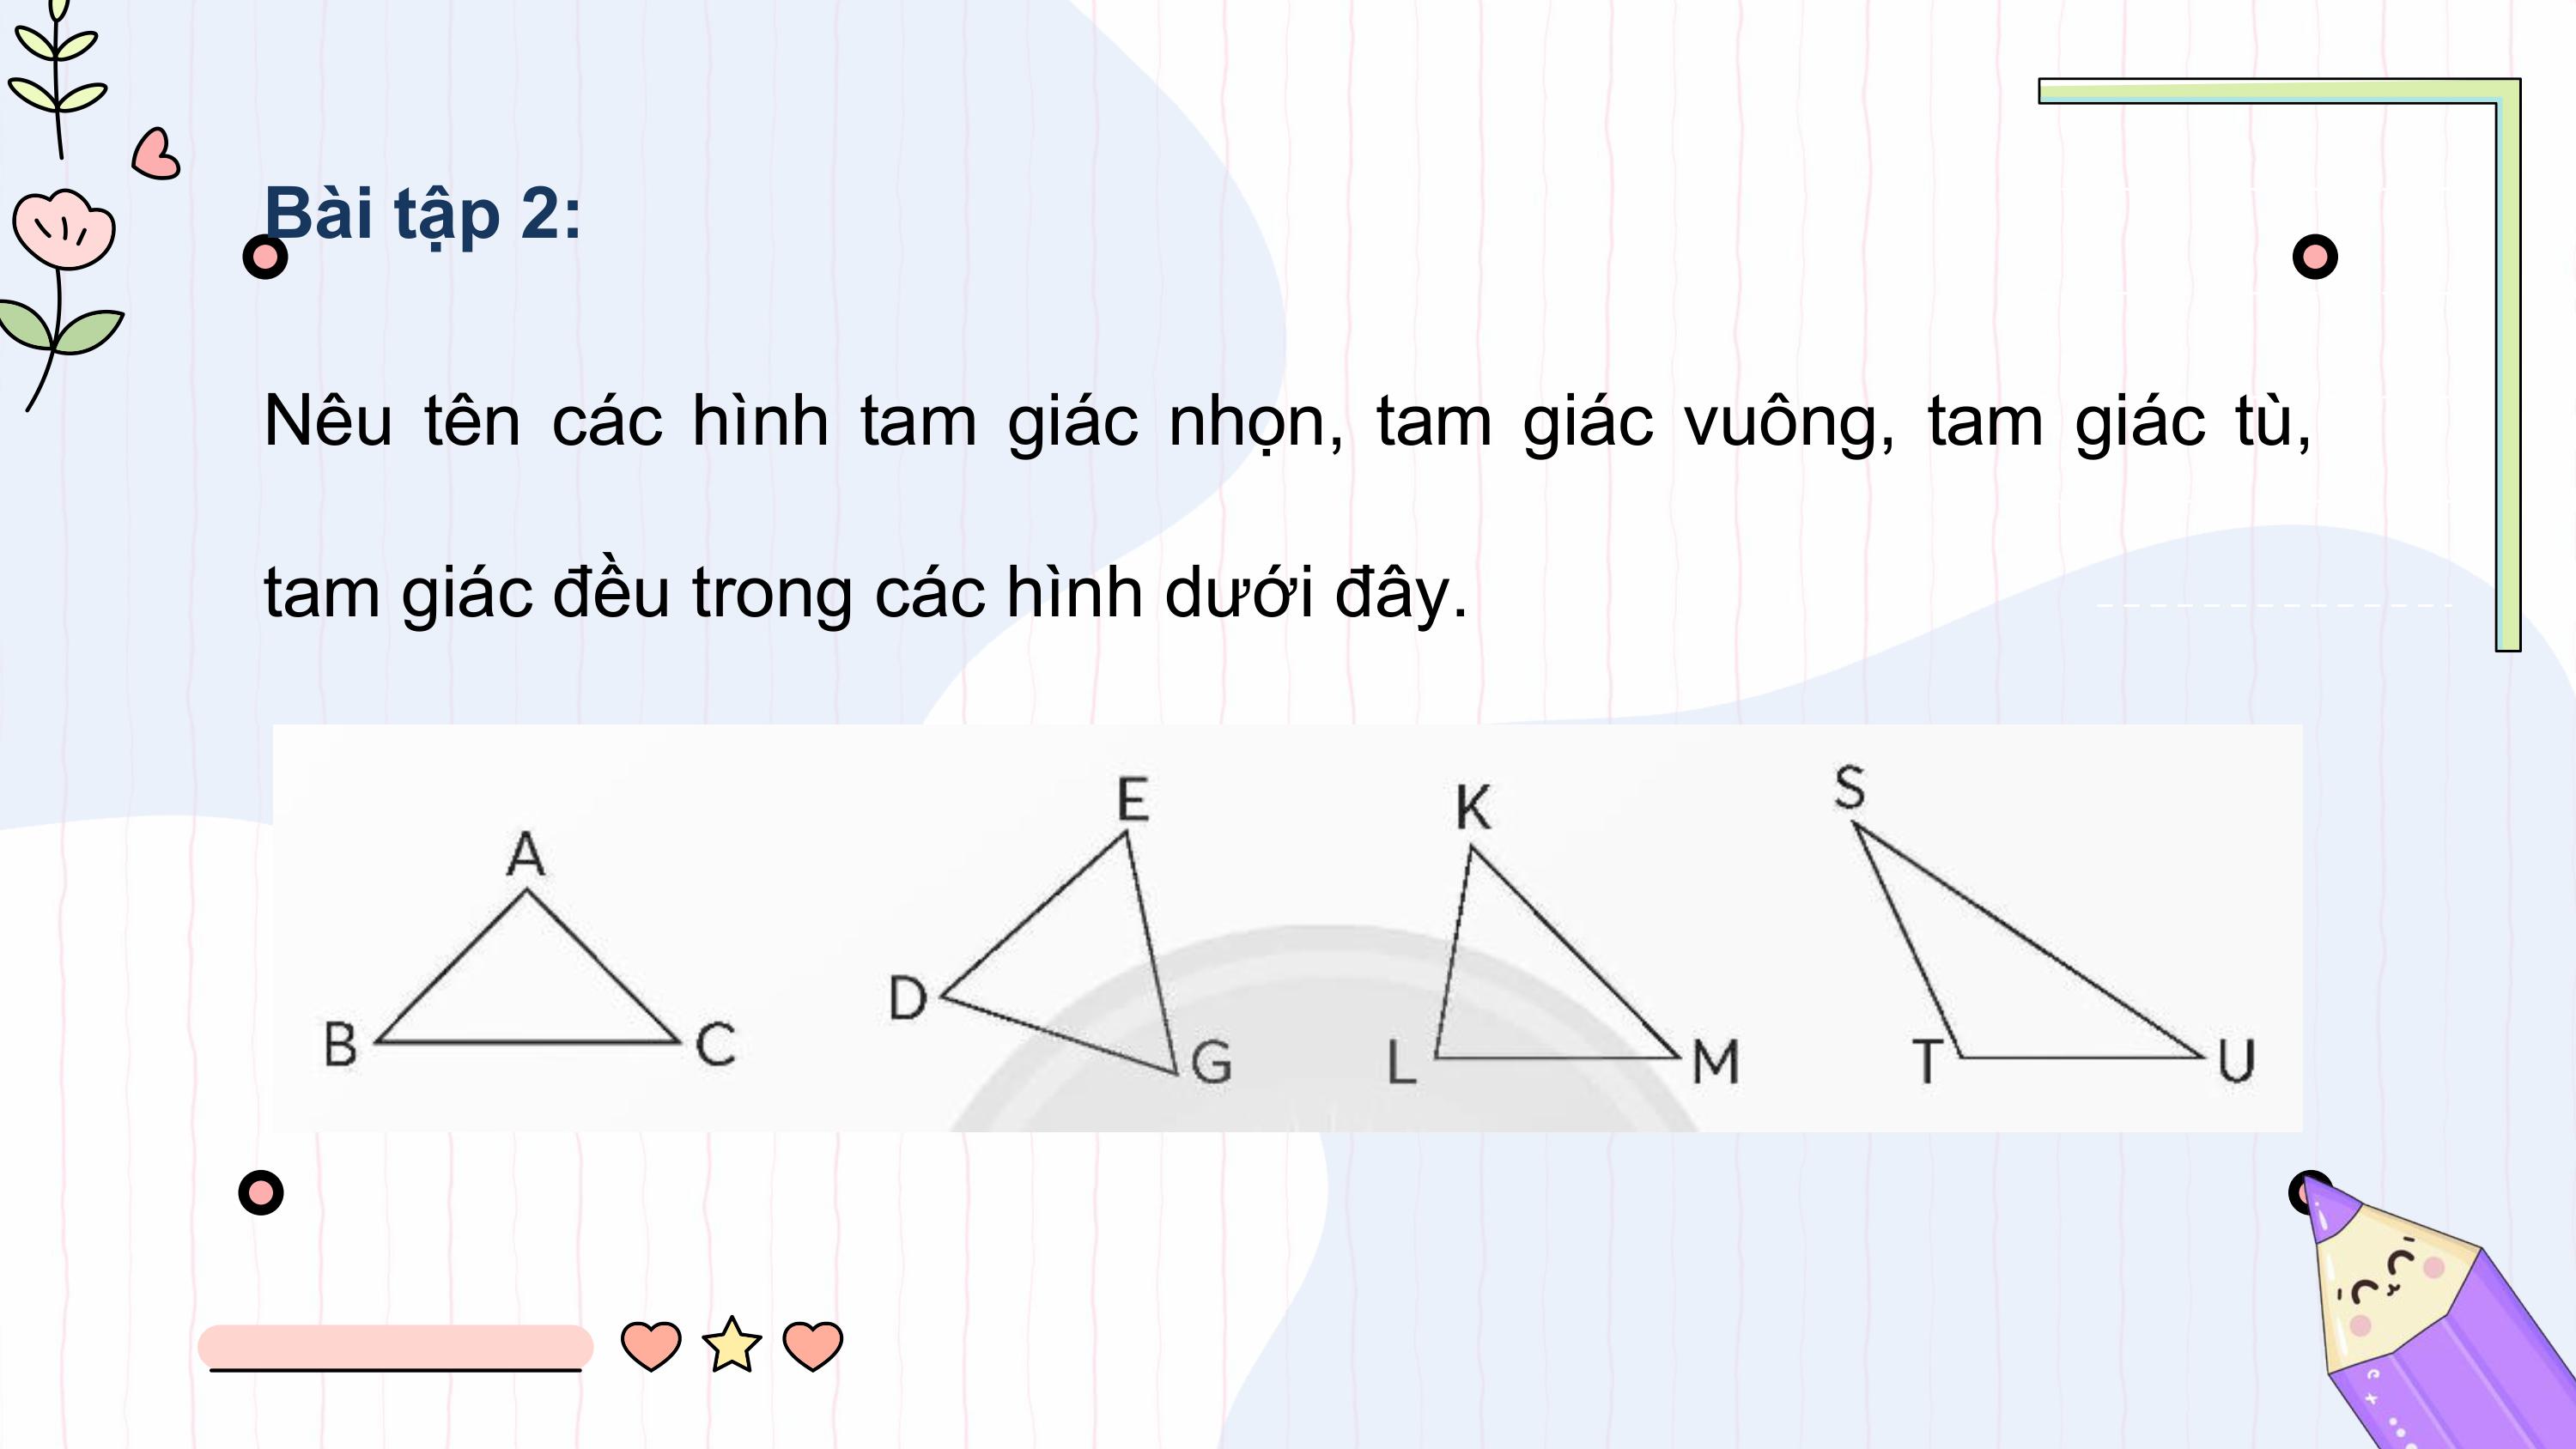 Bài tập 2:
Nêu tên các hình tam giác nhọn, tam giác vuông, tam giác tù,
tam giác đều trong các hình dưới đây.
A
B
C
E
D
G
K
L
M
S
T
U